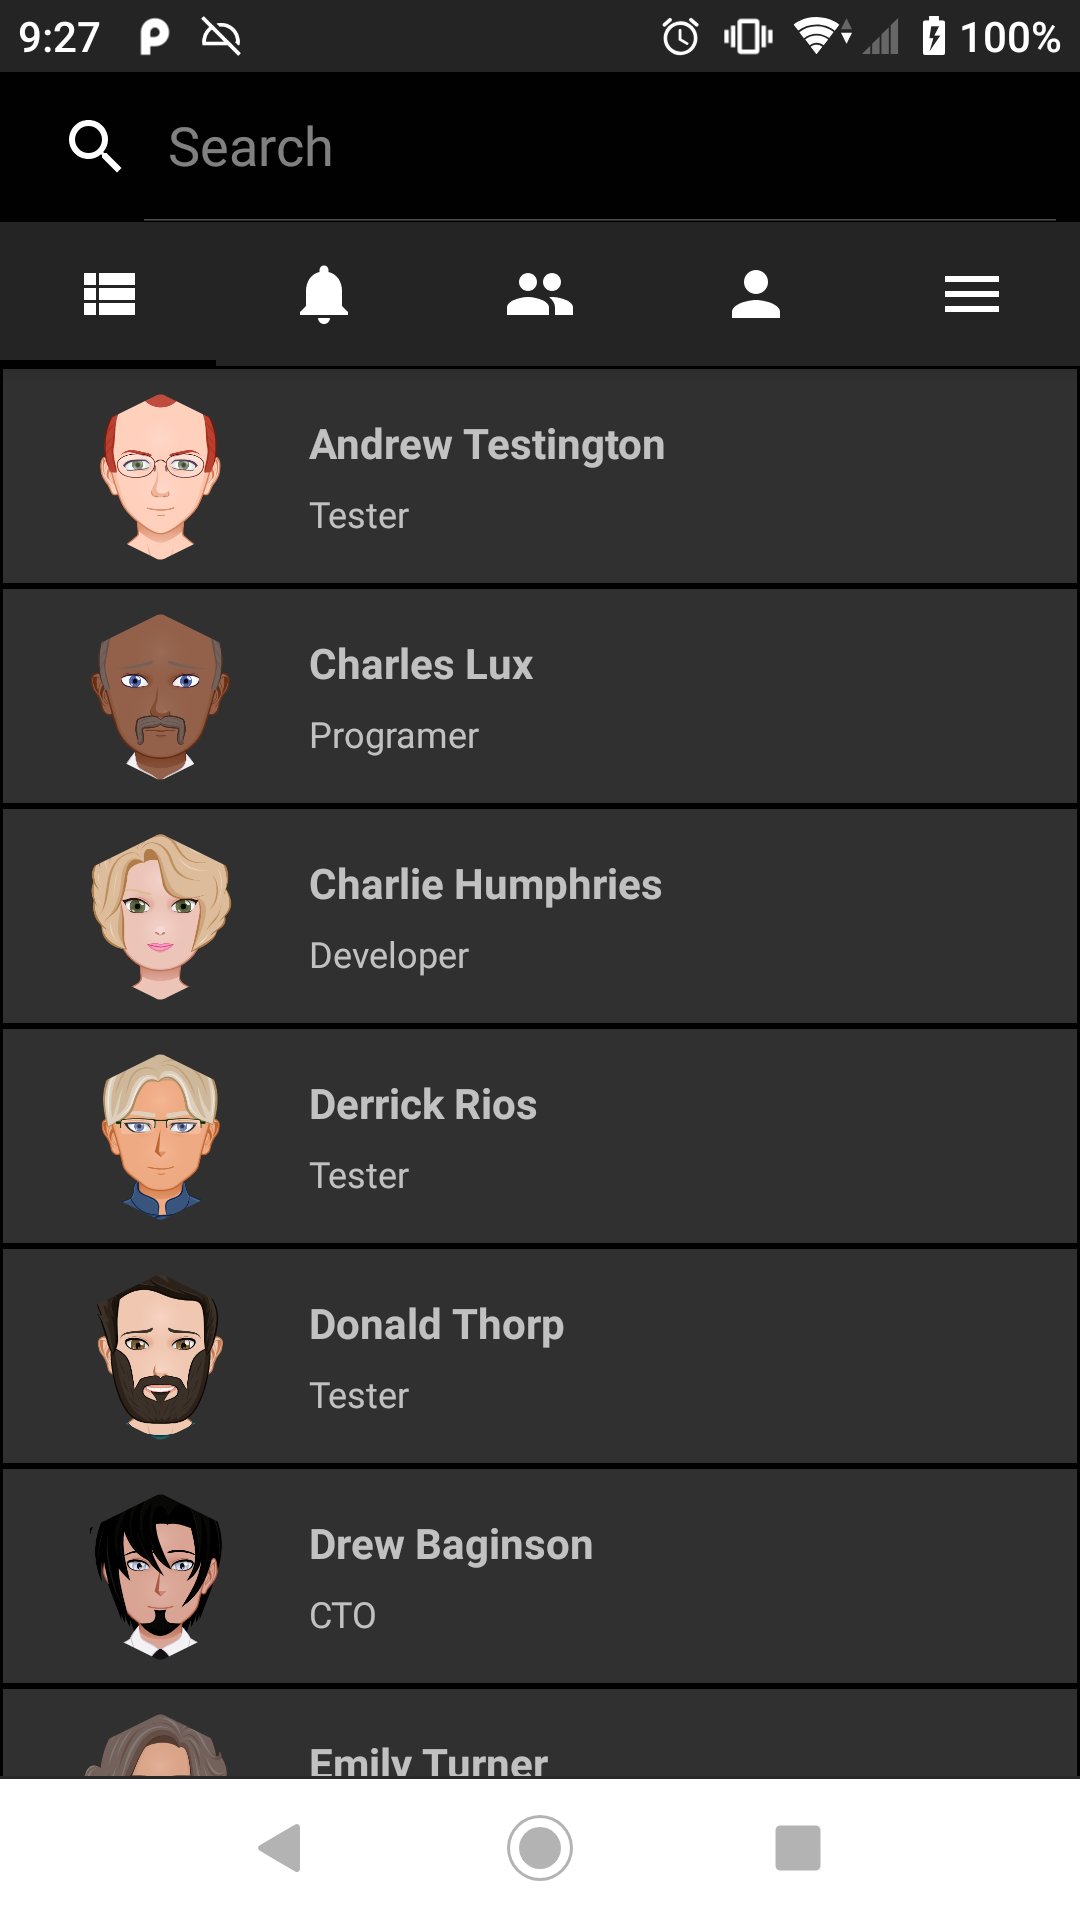 9:27
100%
Search
Andrew Testington
Tester
Charles Lux
Programer
Charlie Humphries
Developer
Derrick Rios
Tester
Donald Thorp
Tester
Drew Baginson
CTO
Emily Turner